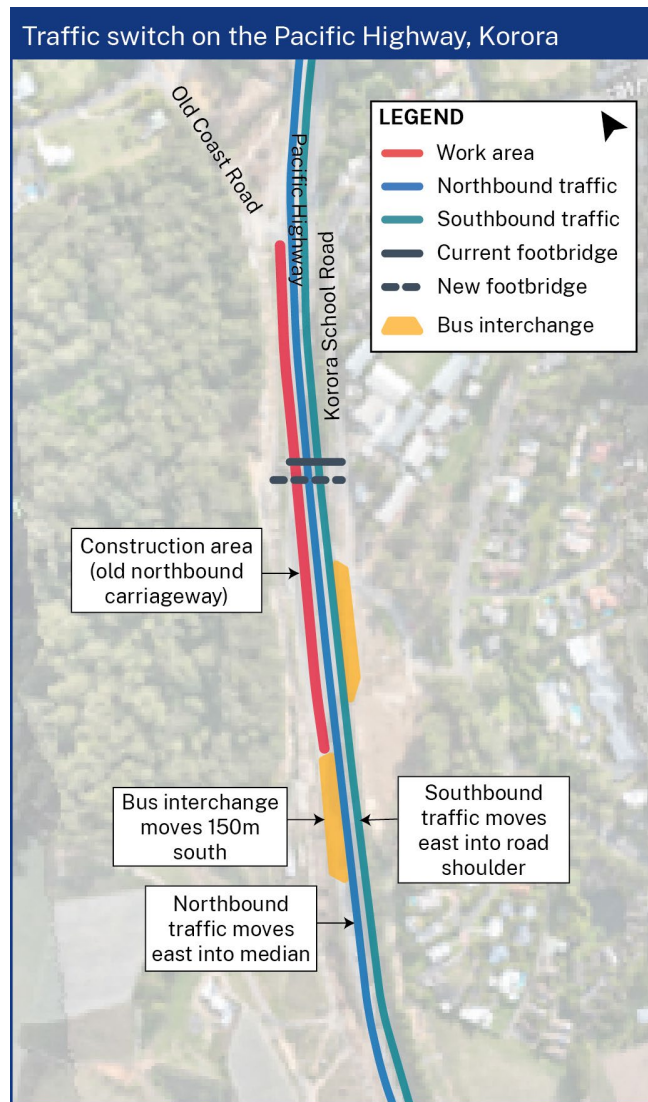 Traffic switch on the Pacific Highway, Korora
Old Coast Road
Pacific Highway
Korora School Road
LEGEND
Work area
Northbound traffic
Southbound traffic
Current footbridge
New footbridge
Bus interchange
Construction area
(old northbound
carriageway)
Bus interchange
moves 150m
south
Southbound
traffic moves
east into road
shoulder
Northbound
traffic moves
east into median